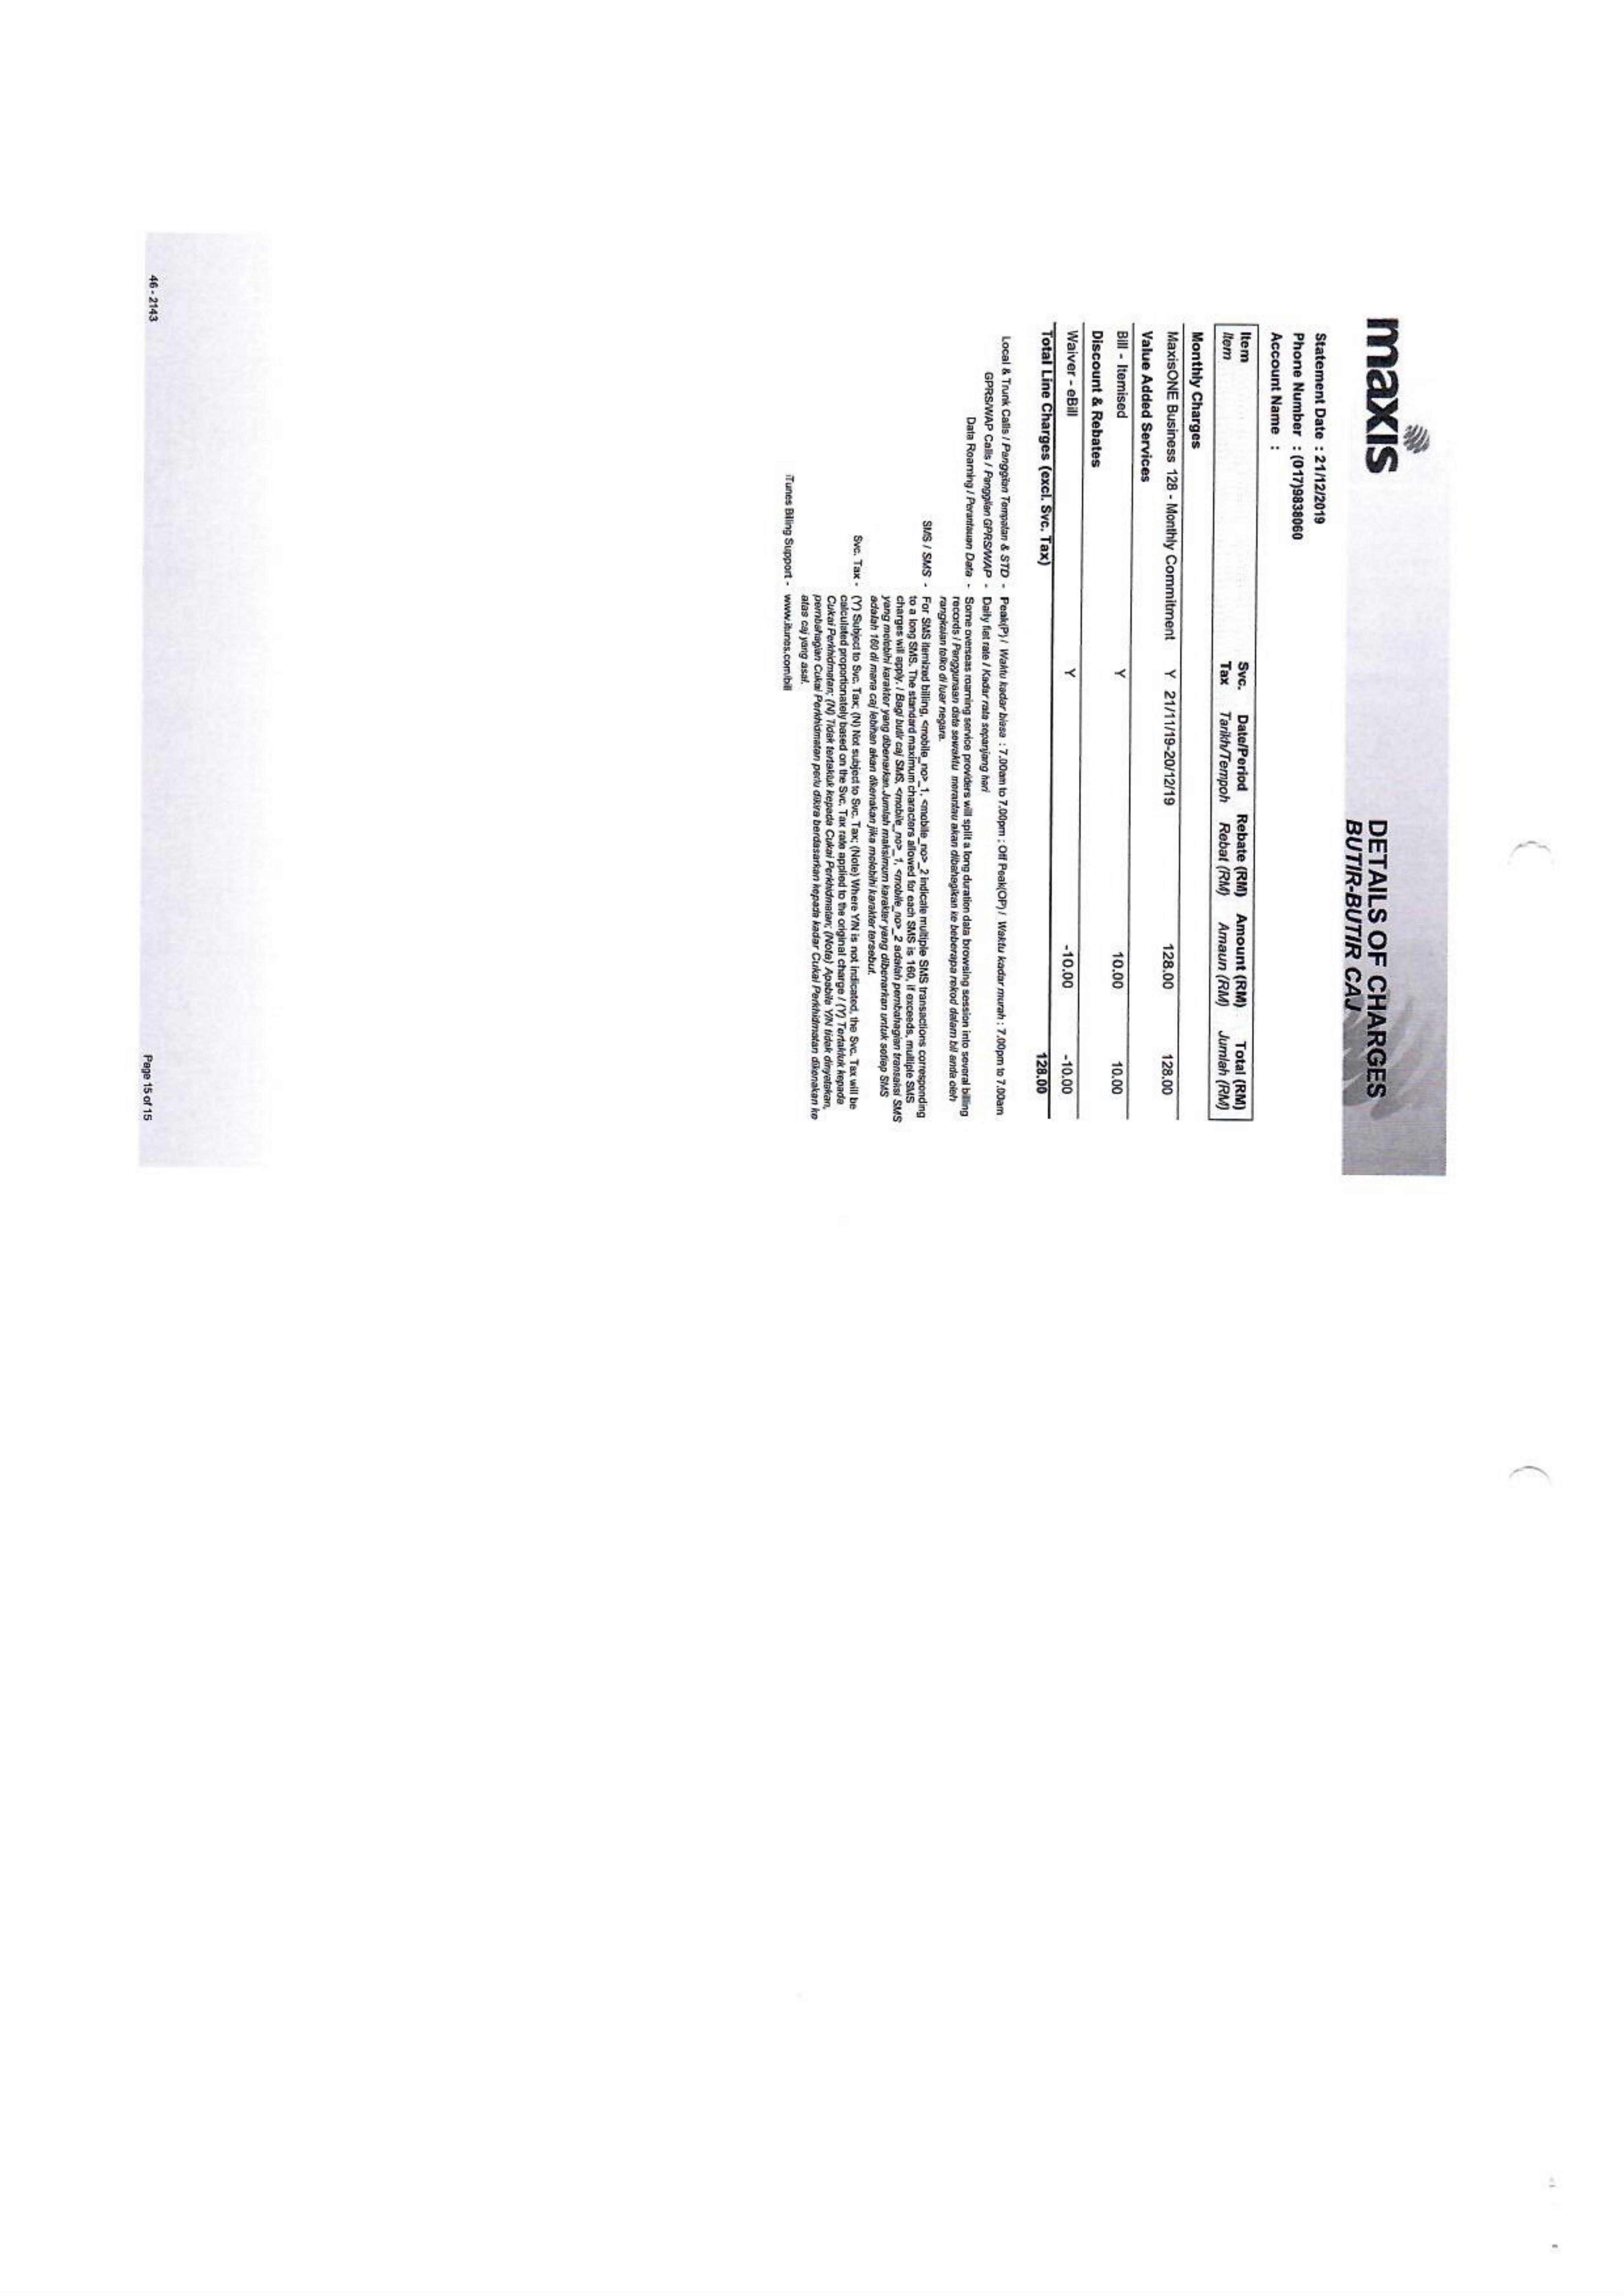 maxis
DETAILS OF CHARGES
BUTIR-BUTIR CAJ
Statement Date : 21/12/2019
Phone Number : (017)9838060
Account Name :
Item Svc. Date/Period Rebate (RM) Amount (RM) Total (RM)
Item Tax Tarikh/Tempoh Rebat (RM) Amaun (RM) Jumlah (RM)
Monthly Charges
MaxisONE Business 128 - Monthly Commitment Y 21/11/19-20/12/19 128.00 128.00
Value Added Services
Bill - Itemised Y 10.00 10.00
Discount & Rebates
Waiver - eBill Y -10.00 -10.00
Total Line Charges (excl. Svc. Tax) 128.00
Local & Trunk Calls / Panggilan Tempatan & STD - Peak(P) / Waktu kadar biasa : 7.00am to 7.00pm ; Off Peak(OP) / Waktu kadar murah : 7.00pm to 7.00am
GPRS/WAP Calls / Panggilan GPRS/WAP - Daily flat rate / Kadar rata sepanjang hari
Data Roaming / Perantauan Data - Some overseas roaming service providers will split a long duration data browsing session into several billing
records / Penggunaan data sewaktu merantau akan dibahagikan ke beberapa rekod dalam bil anda oleh
rangkaian telko di luar negara.
SMS / SMS - For SMS itemized billing, <mobile_no>_1, <mobile_no>_2 indicate multiple SMS transactions corresponding
to a long SMS. The standard maximum characters allowed for each SMS is 160, if exceeds, multiple SMS
charges will apply. / Bagi butir caj SMS, <mobile_no>_1, <mobile_no>_2 adalah pembahagian transaksi SMS
yang melebihi karakter yang dibenarkan.Jumlah maksimum karakter yang dibenarkan untuk setiap SMS
adalah 160 di mana caj lebihan akan dikenakan jika melebihi karakter tersebut.
Svc. Tax - (Y) Subject to Svc. Tax; (N) Not subject to Svc. Tax; (Note) Where Y/N is not indicated, the Svc. Tax will be
calculated proportionately based on the Svc. Tax rate applied to the original charge / (Y) Tertakluk kepada
Cukai Perkhidmatan; (N) Tidak tertakluk kepada Cukai Perkhidmatan; (Nota) Apabila Y/N tidak dinyatakan,
pembahagian Cukai Perkhidmatan perlu dikira berdasarkan kepada kadar Cukai Perkhidmatan dikenakan ke
atas caj yang asal.
iTunes Billing Support - www.itunes.com/bill
46 - 2143
Page 15 of 15